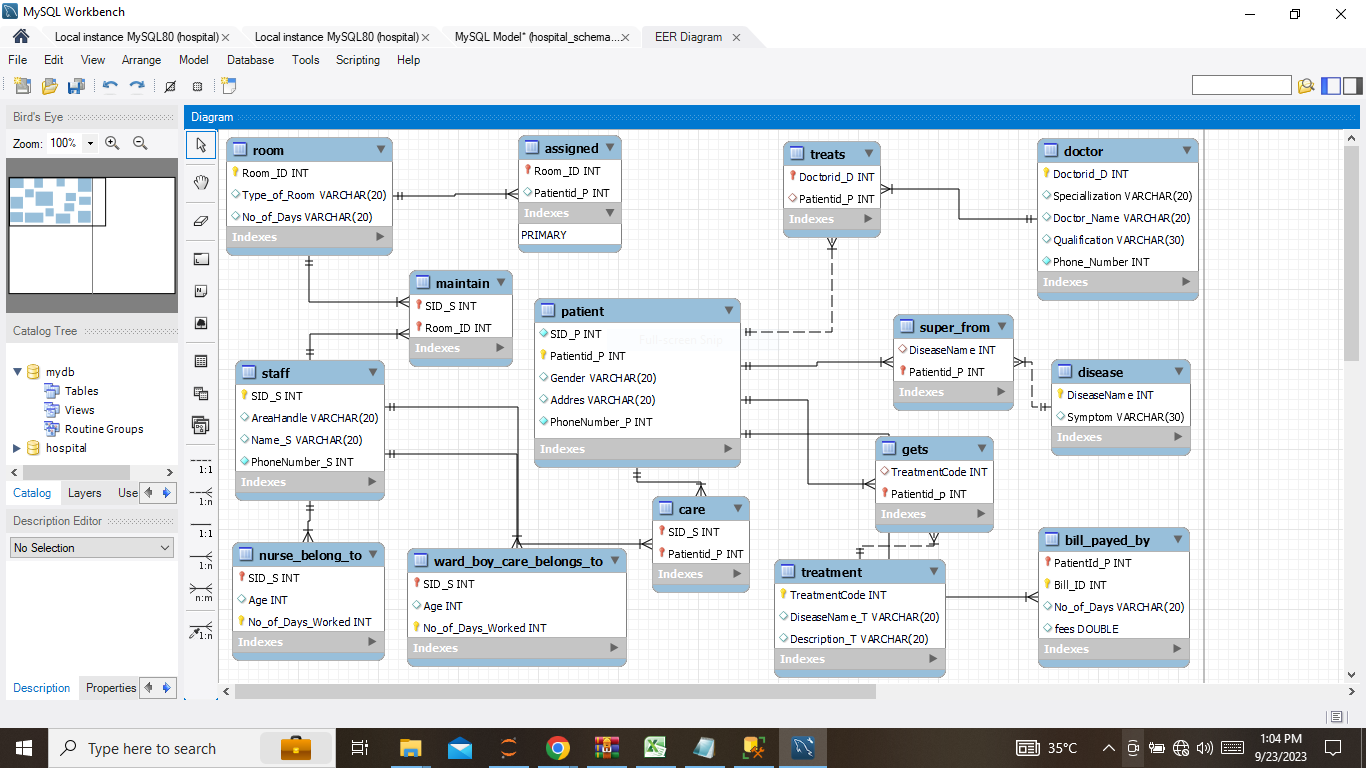 MySQL Workbench
Local instance MySQL80 (hospital)
Local instance MySQL80 (hospital)
MySQL Model* (hospital_schema...
EER Diagram
File Edit View Arrange Model Database Tools Scripting Help
Bird's Eye
Zoom: 100%
Catalog Tree
mydb
Tables
Views
Routine Groups
hospital
Catalog Layers Use
Description Editor
No Selection
Description Properties
Diagram
1:1
1:n
1:1
1:n
n:m
1:n
room
Room_ID INT
Type_of_Room VARCHAR(20)
No_of_Days VARCHAR(20)
Indexes
assigned
Room_ID INT
Patientid_P INT
Indexes
PRIMARY
treats
Doctorid_D INT
Patientid_P INT
Indexes
doctor
Doctorid_D INT
Speciallization VARCHAR(20)
Doctor_Name VARCHAR(20)
Qualification VARCHAR(30)
Phone_Number INT
Indexes
maintain
SID_S INT
Room_ID INT
Indexes
patient
SID_P INT
Patientid_P INT
Gender VARCHAR(20)
Addres VARCHAR(20)
PhoneNumber_P INT
Indexes
Full-screen Snip
super_from
DiseaseName INT
Patientid_P INT
Indexes
disease
DiseaseName INT
Symptom VARCHAR(30)
Indexes
staff
SID_S INT
AreaHandle VARCHAR(20)
Name_S VARCHAR(20)
PhoneNumber_S INT
Indexes
gets
TreatmentCode INT
Patientid_p INT
Indexes
care
SID_S INT
Patientid_P INT
Indexes
nurse_belong_to
SID_S INT
Age INT
No_of_Days_Worked INT
Indexes
ward_boy_care_belongs_to
SID_S INT
Age INT
No_of_Days_Worked INT
Indexes
treatment
TreatmentCode INT
DiseaseName_T VARCHAR(20)
Description_T VARCHAR(20)
Indexes
bill_payed_by
PatientId_P INT
Bill_ID INT
No_of_Days VARCHAR(20)
fees DOUBLE
Indexes
Type here to search
35°C
1:04 PM
9/23/2023